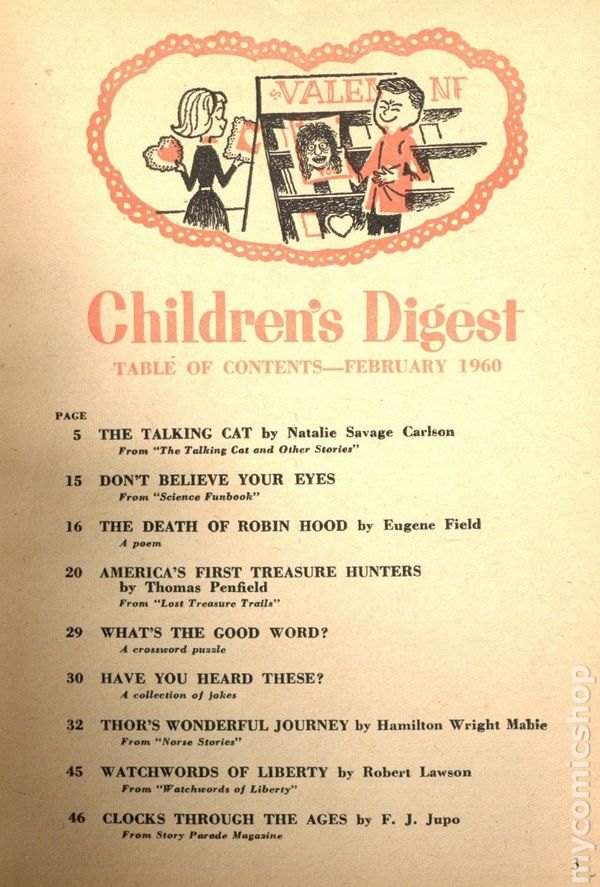 $VALEN NF
YOU
Children's Digest
TABLE OF CONTENTS—FEBRUARY 1960
PAGE
5 THE TALKING CAT by Natalie Savage Carlson
From "The Talking Cat and Other Stories"
15 DON'T BELIEVE YOUR EYES
From "Science Funbook"
16 THE DEATH OF ROBIN HOOD by Eugene Field
A poem
20 AMERICA'S FIRST TREASURE HUNTERS
by Thomas Penfield
From "Lost Treasure Trails"
29 WHAT'S THE GOOD WORD?
A crossword puzzle
30 HAVE YOU HEARD THESE?
A collection of jokes
32 THOR'S WONDERFUL JOURNEY by Hamilton Wright Mabie
From "Norse Stories"
45 WATCHWORDS OF LIBERTY by Robert Lawson
From "Watchwords of Liberty"
46 CLOCKS THROUGH THE AGES by F. J. Jupo
From Story Parade Magazine
3
mycomicshop